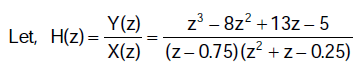 Let, H(z) = Y(z)/X(z) = (z³ – 8z² + 13z – 5)/((z – 0.75)(z² + z – 0.25))